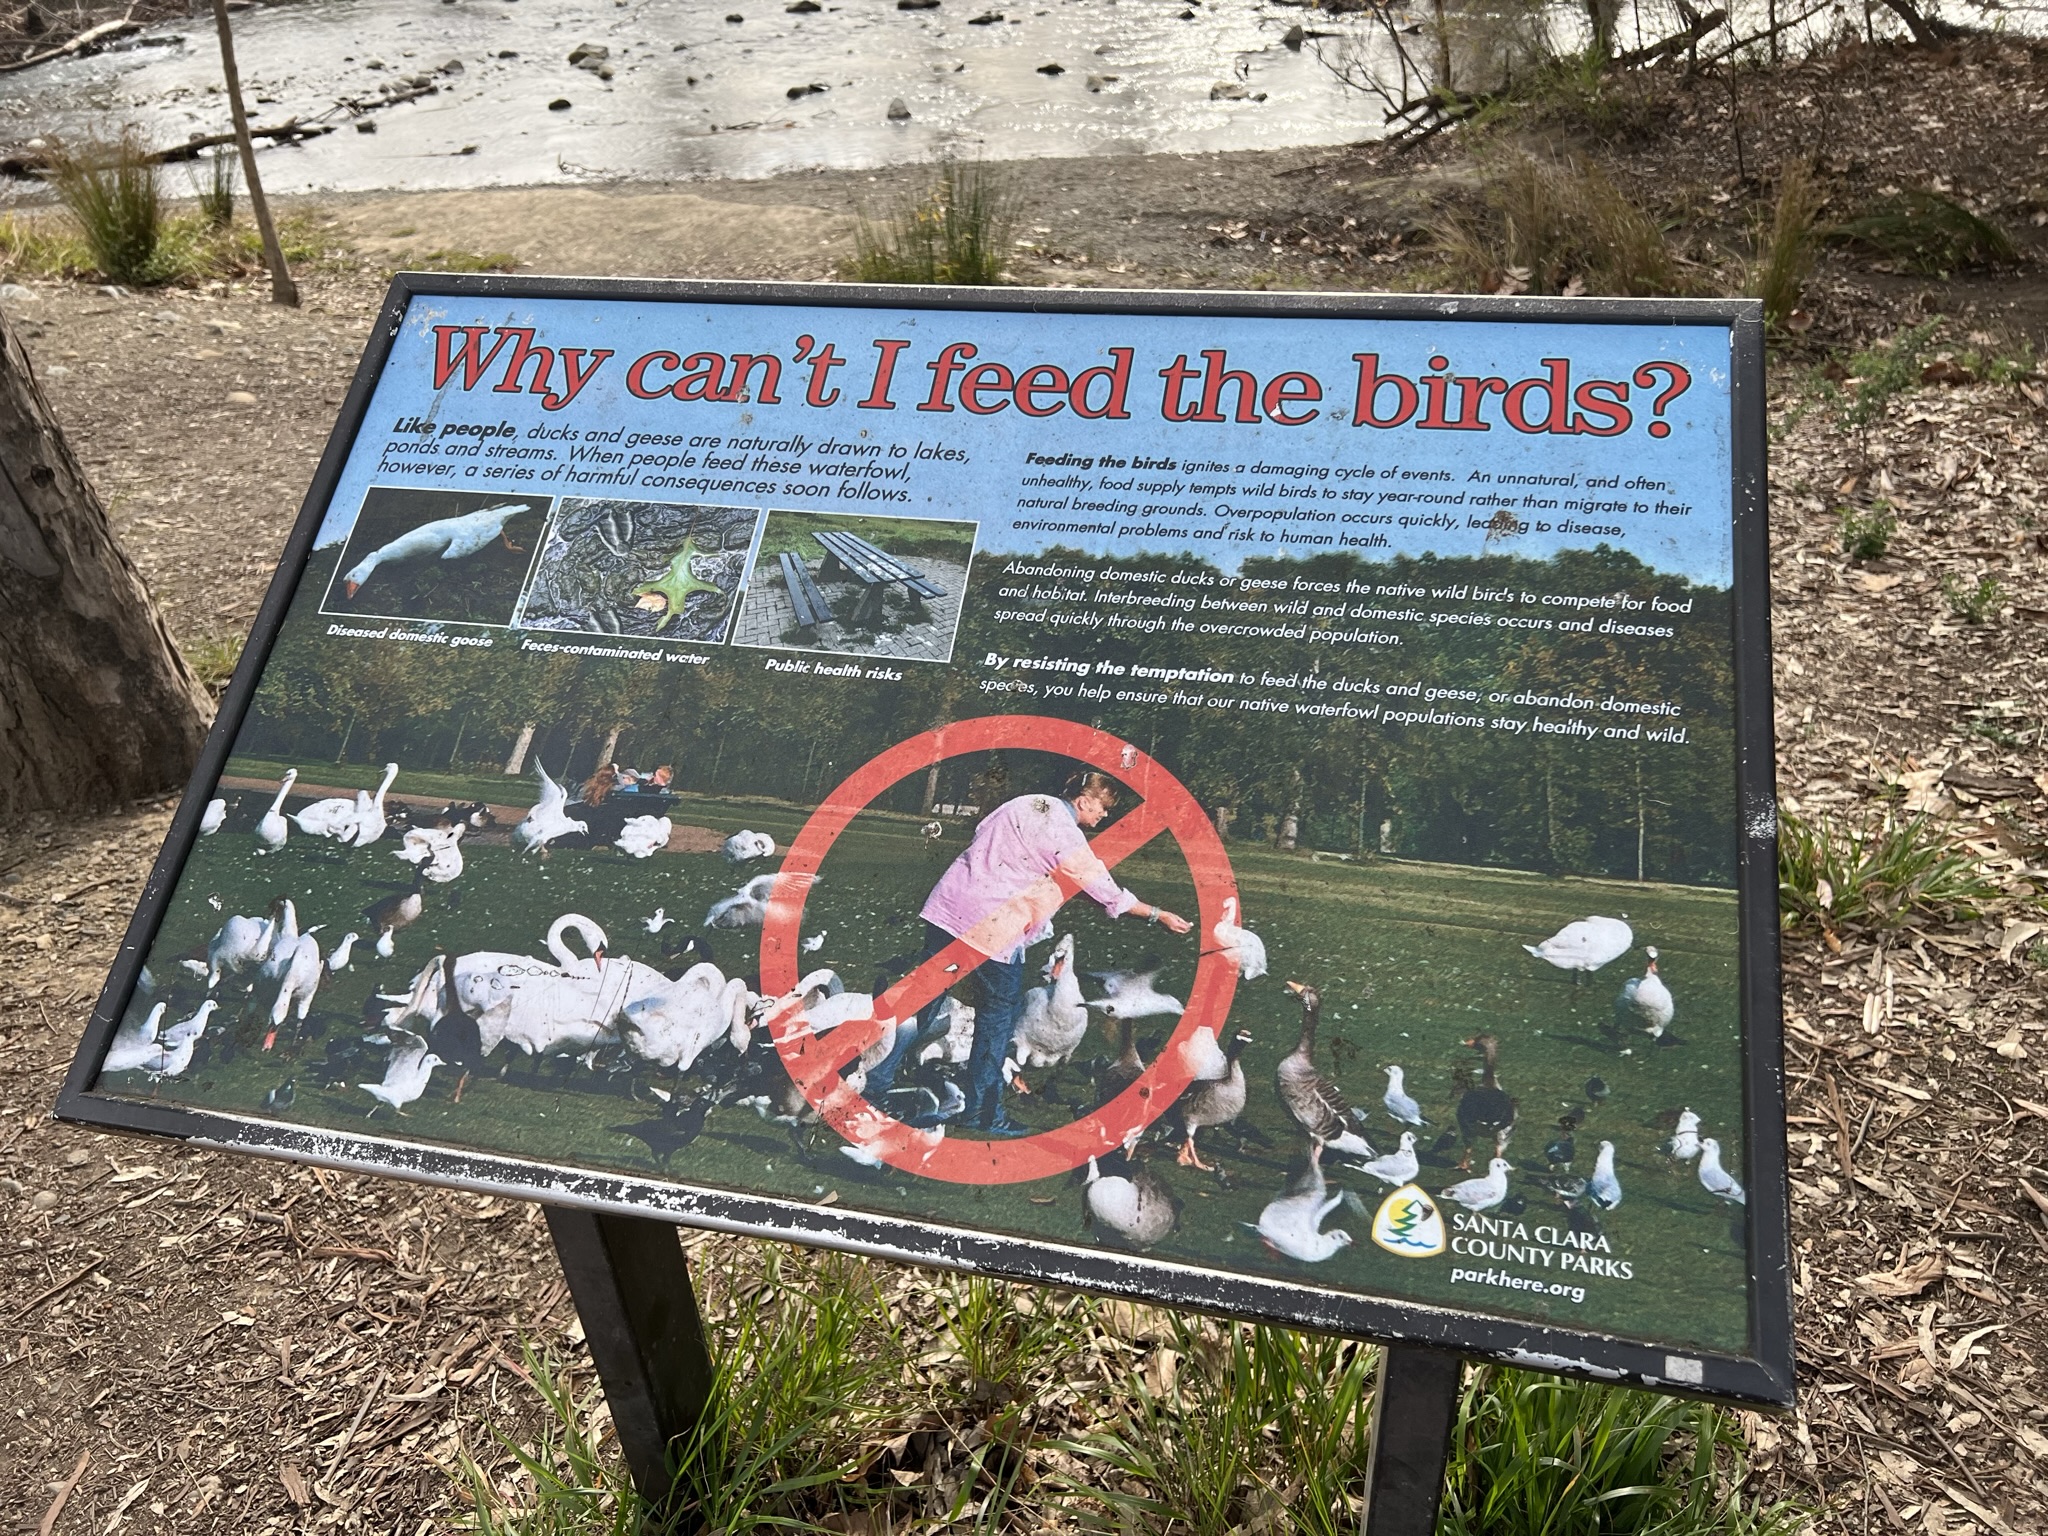 Why can't I feed the birds?
Like people, ducks and geese are naturally drawn to lakes,
ponds and streams. When people feed these waterfowl,
however, a series of harmful consequences soon follows.
Diseased domestic goose
Feces-contaminated water
Public health risks
Feeding the birds ignites a damaging cycle of events. An unnatural, and often
unhealthy, food supply tempts wild birds to stay year-round rather than migrate to their
natural breeding grounds. Overpopulation occurs quickly, leading to disease,
environmental problems and risk to human health.
Abandoning domestic ducks or geese forces the native wild birds to compete for food
and habitat. Interbreeding between wild and domestic species occurs and diseases
spread quickly through the overcrowded population.
By resisting the temptation to feed the ducks and geese, or abandon domestic
species, you help ensure that our native waterfowl populations stay healthy and wild.
SANTA CLARA
COUNTY PARKS
parkhere.org